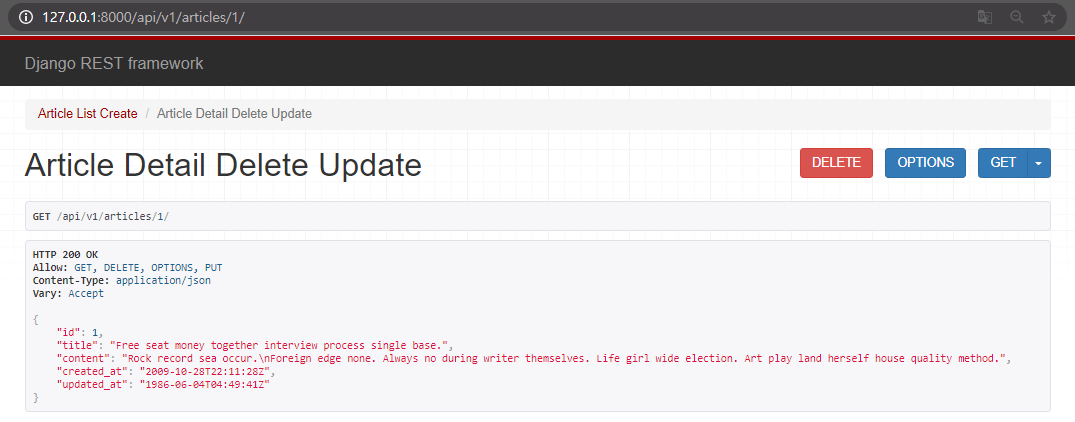 127.0.0.1:8000/api/v1/articles/1/
Django REST framework
Article List Create / Article Detail Delete Update
Article Detail Delete Update DELETE OPTIONS GET
GET /api/v1/articles/1/
HTTP 200 OK
Allow: GET, DELETE, OPTIONS, PUT
Content-Type: application/json
Vary: Accept
{
    "id": 1,
    "title": "Free seat money together interview process single base.",
    "content": "Rock record sea occur.\nForeign edge none. Always no during writer themselves. Life girl wide election. Art play land herself house quality method.",
    "created_at": "2009-10-28T22:11:28Z",
    "updated_at": "1986-06-04T04:49:41Z"
}